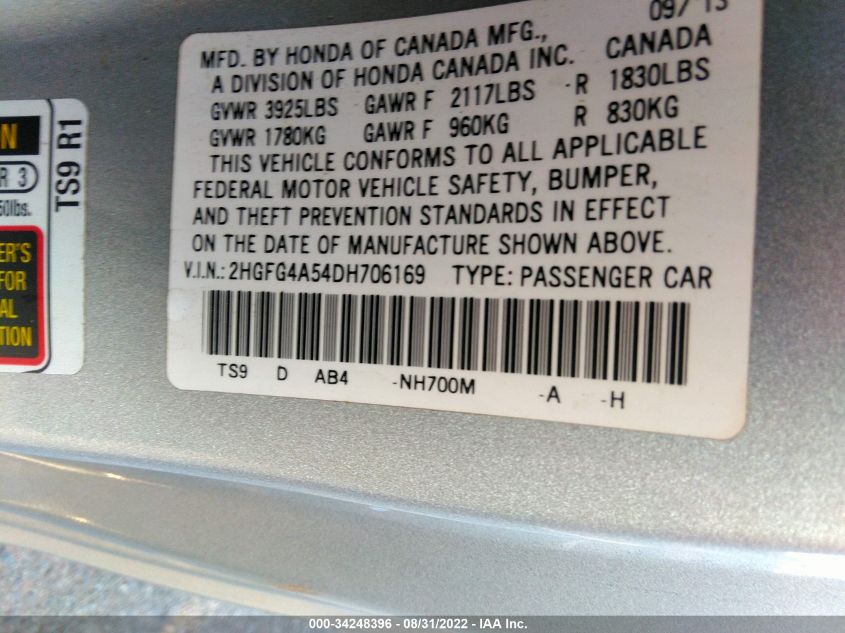 09/13
MFD. BY HONDA OF CANADA MFG.,
A DIVISION OF HONDA CANADA INC. CANADA
GVWR 3925LBS GAWR F 2117LBS R 1830LBS
GVWR 1780KG GAWR F 960KG R 830KG
THIS VEHICLE CONFORMS TO ALL APPLICABLE
FEDERAL MOTOR VEHICLE SAFETY, BUMPER,
AND THEFT PREVENTION STANDARDS IN EFFECT
ON THE DATE OF MANUFACTURE SHOWN ABOVE.
V.I.N.: 2HGFG4A54DH706169 TYPE: PASSENGER CAR
TS9 D AB4 -NH700M -A -H
TS9 R1
R 3
FOR
000-34248396 - 08/31/2022 - IAA Inc.